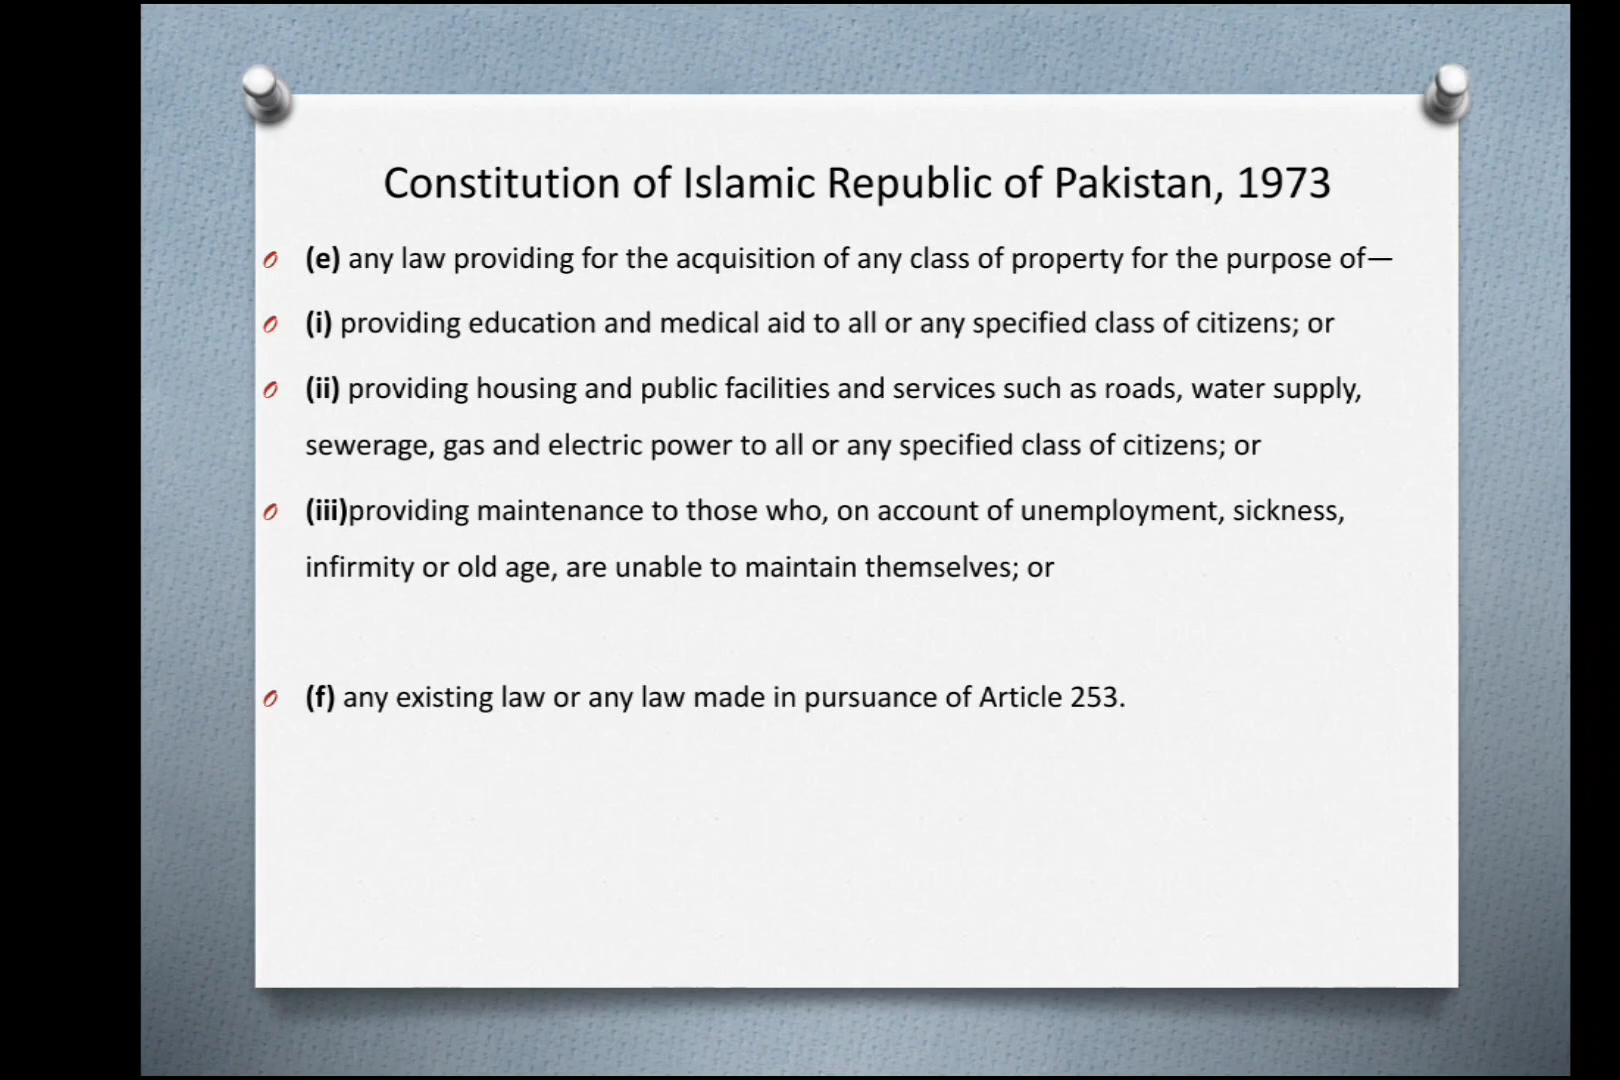 Constitution of Islamic Republic of Pakistan, 1973
(e) any law providing for the acquisition of any class of property for the purpose of—
(i) providing education and medical aid to all or any specified class of citizens; or
(ii) providing housing and public facilities and services such as roads, water supply,
sewerage, gas and electric power to all or any specified class of citizens; or
(iii)providing maintenance to those who, on account of unemployment, sickness,
infirmity or old age, are unable to maintain themselves; or
(f) any existing law or any law made in pursuance of Article 253.